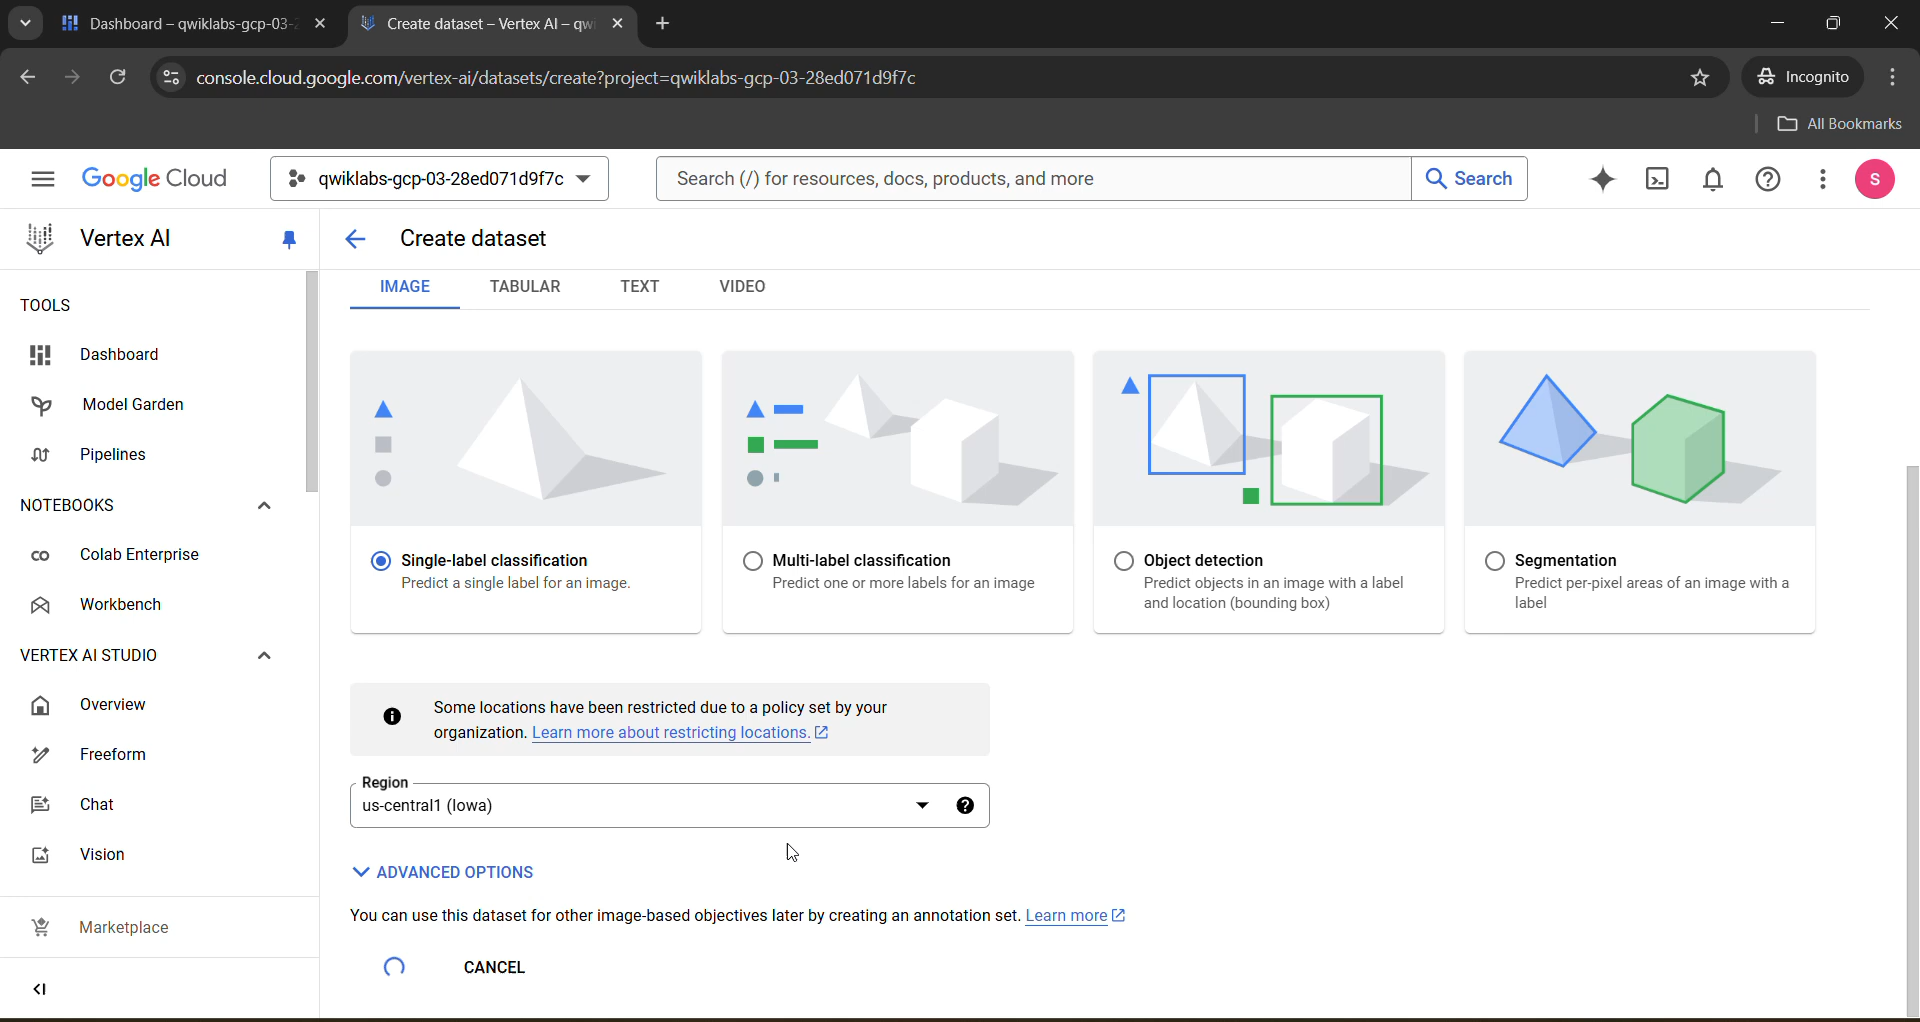 Dashboard – qwiklabs-gcp-03-2
Create dataset – Vertex AI – qwi
console.cloud.google.com/vertex-ai/datasets/create?project=qwiklabs-gcp-03-28ed071d9f7c
Incognito
All Bookmarks
Google Cloud
qwiklabs-gcp-03-28ed071d9f7c
Search (/) for resources, docs, products, and more
Search
S
Vertex AI
Create dataset
IMAGE
TABULAR
TEXT
VIDEO
TOOLS
Dashboard
Model Garden
Pipelines
NOTEBOOKS
Colab Enterprise
Workbench
VERTEX AI STUDIO
Overview
Freeform
Chat
Vision
Marketplace
Single-label classification
Predict a single label for an image.
Multi-label classification
Predict one or more labels for an image
Object detection
Predict objects in an image with a label
and location (bounding box)
Segmentation
Predict per-pixel areas of an image with a
label
Some locations have been restricted due to a policy set by your
organization. Learn more about restricting locations.
Region
us-central1 (Iowa)
ADVANCED OPTIONS
You can use this dataset for other image-based objectives later by creating an annotation set. Learn more
CANCEL